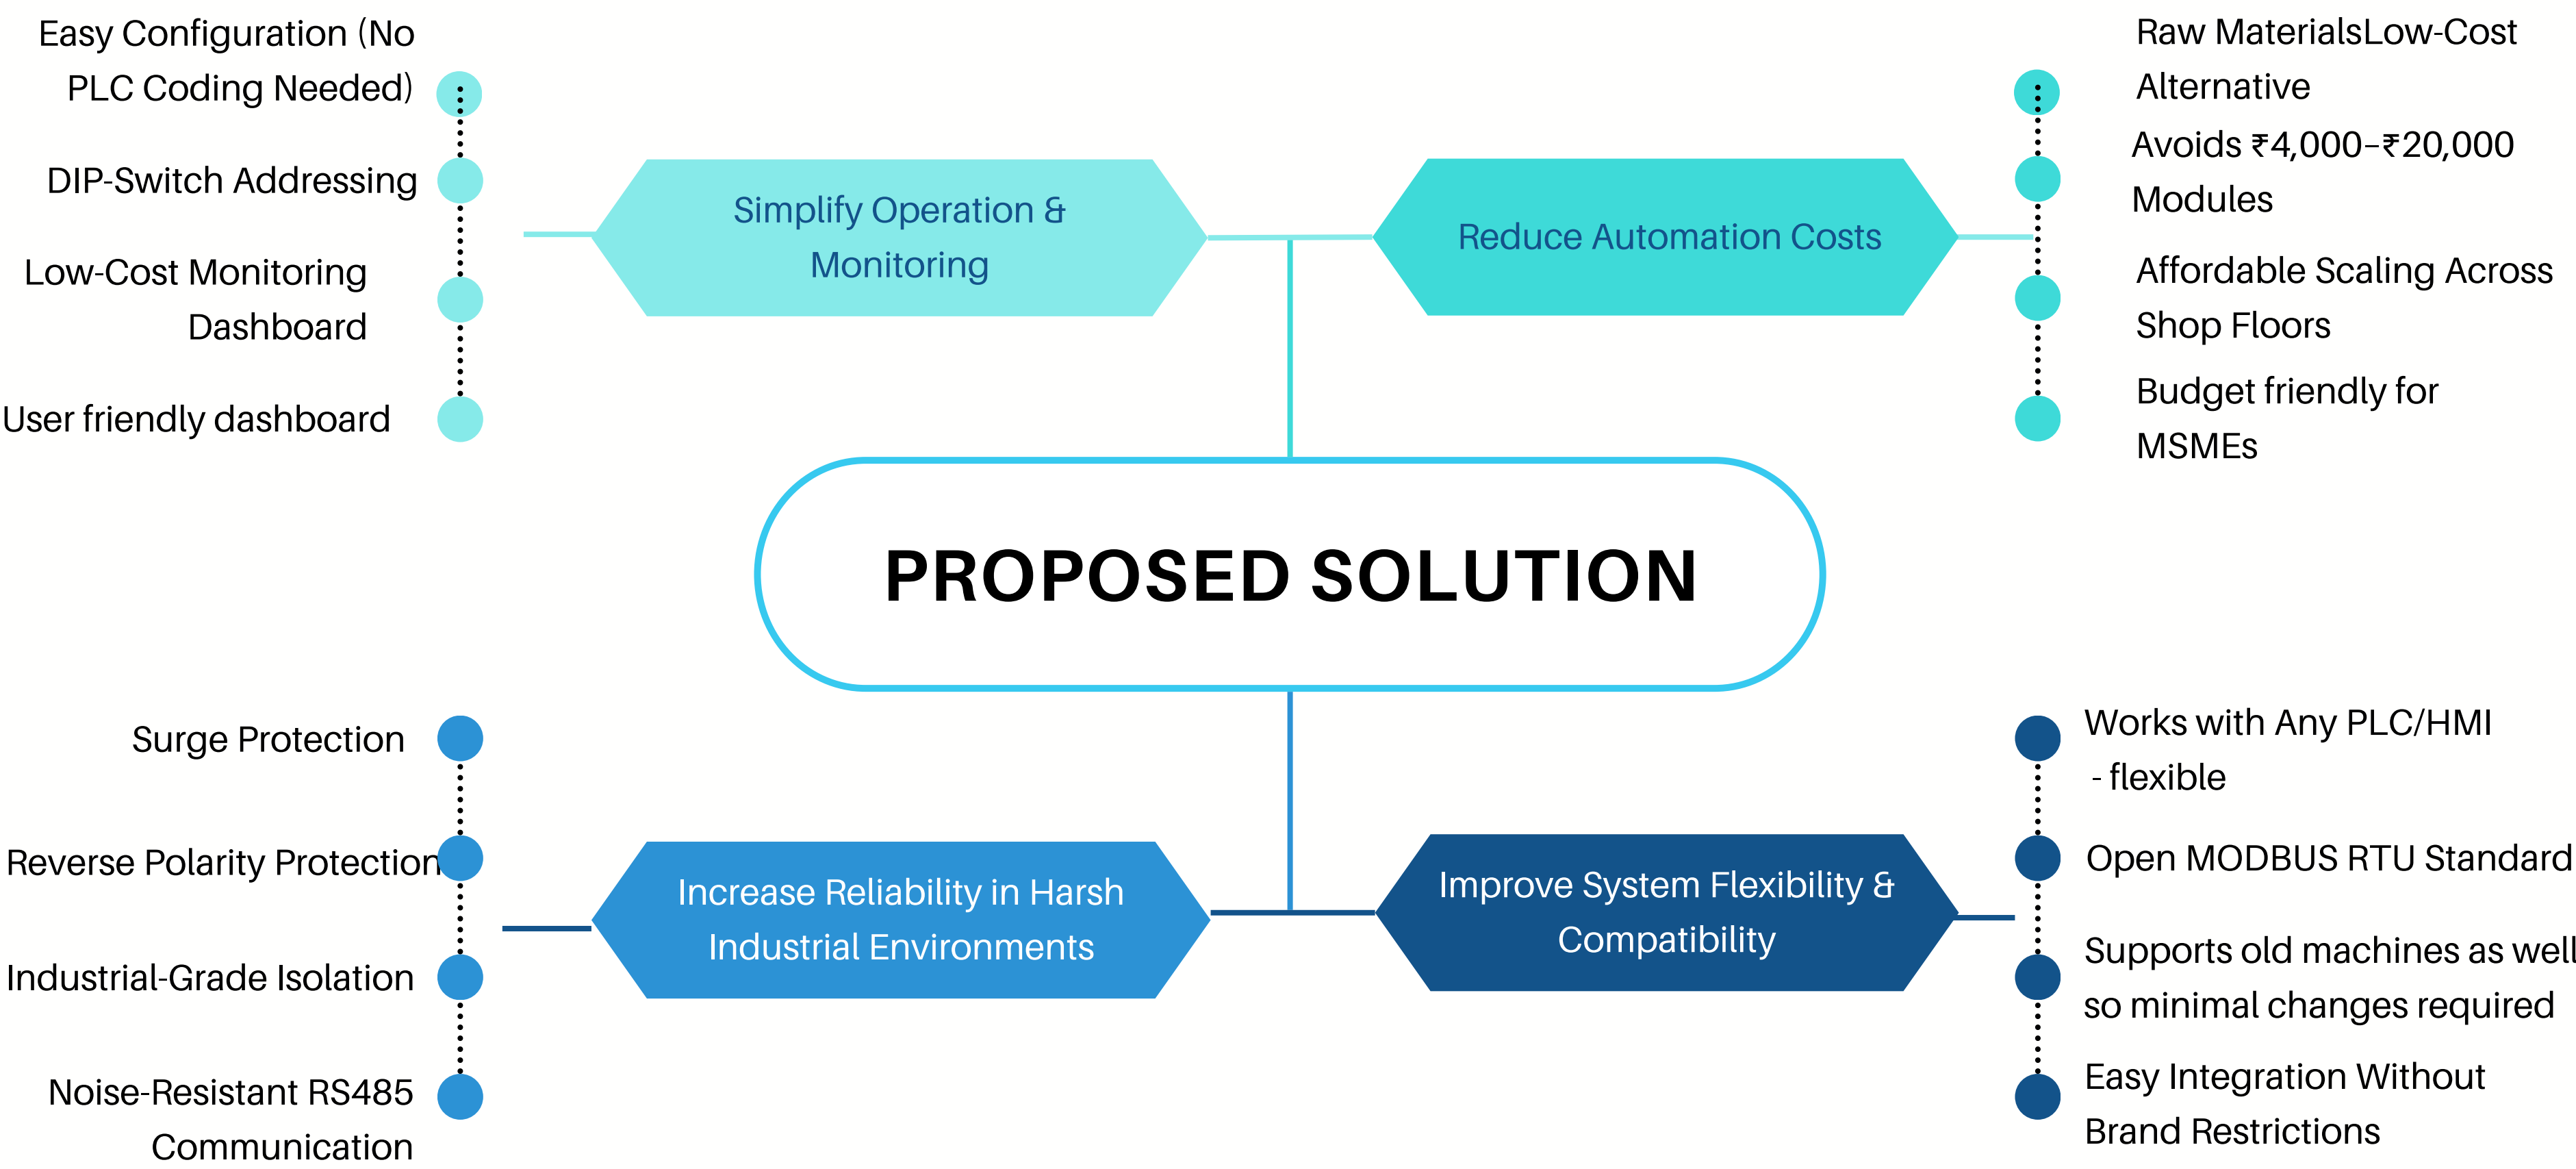 Easy Configuration (No
PLC Coding Needed)
DIP-Switch Addressing
Low-Cost Monitoring
Dashboard
User friendly dashboard
Simplify Operation &
Monitoring
Reduce Automation Costs
Raw MaterialsLow-Cost
Alternative
Avoids ₹4,000–₹20,000
Modules
Affordable Scaling Across
Shop Floors
Budget friendly for
MSMEs
PROPOSED SOLUTION
Surge Protection
Reverse Polarity Protection
Industrial-Grade Isolation
Noise-Resistant RS485
Communication
Increase Reliability in Harsh
Industrial Environments
Improve System Flexibility &
Compatibility
Works with Any PLC/HMI
- flexible
Open MODBUS RTU Standard
Supports old machines as well
so minimal changes required
Easy Integration Without
Brand Restrictions